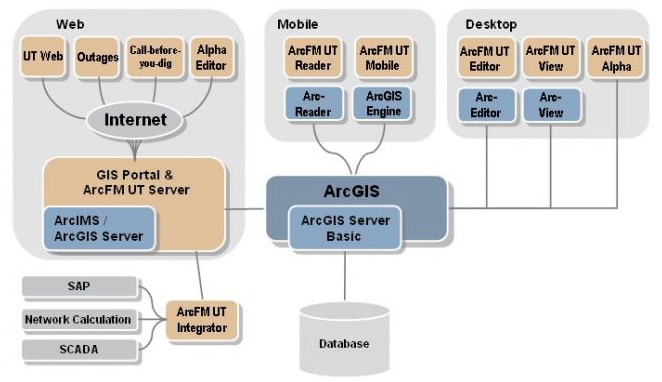 Web
UT Web
Outages
Call-before-
you-dig
Alpha
Editor
Internet
GIS Portal &
ArcFM UT Server
ArcIMS /
ArcGIS Server
Mobile
ArcFM UT
Reader
ArcFM UT
Mobile
Arc-
Reader
ArcGIS
Engine
Desktop
ArcFM UT
Editor
ArcFM UT
View
ArcFM UT
Alpha
Arc-
Editor
Arc-
View
ArcGIS
ArcGIS Server
Basic
SAP
Network Calculation
SCADA
ArcFM UT
Integrator
Database